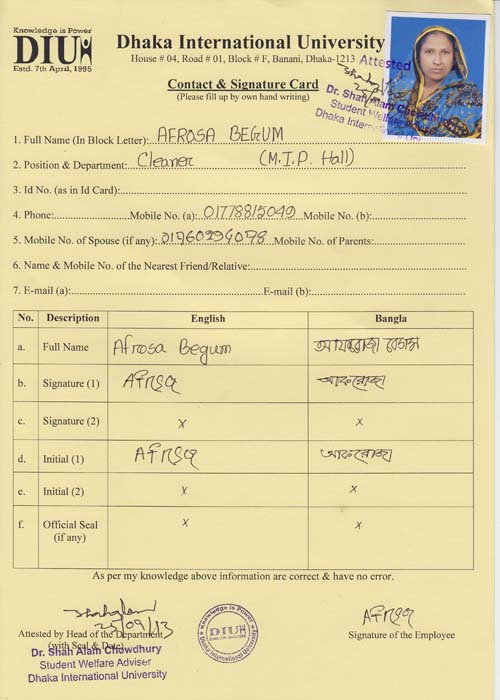 Knowledge is Power
DIU
Estd. 7th April, 1995
Dhaka International University
House # 04, Road # 01, Block # F, Banani, Dhaka-1213
Contact & Signature Card
(Please fill up by own hand writing)
Attested
Dr. Shah Alam Chowdhury
Student Welfare
Dhaka
1. Full Name (In Block Letter): AFROSA BEGUM
2. Position & Department: Cleaner (M.I.P. Hall)
3. Id No. (as in Id Card):
4. Phone: Mobile No. (a): 01778815049 Mobile No. (b):
5. Mobile No. of Spouse (if any): 01960294078 Mobile No. of Parents:
6. Name & Mobile No. of the Nearest Friend/Relative:
7. E-mail (a): E-mail (b):
No. Description English Bangla
a. Full Name Afrosa Begum আফরোজা বেগম
b. Signature (1) Afrsa আফরোজা
c. Signature (2) x x
d. Initial (1) Afrsa আফরোজা
e. Initial (2) x x
f. Official Seal (if any) x x
As per my knowledge above information are correct & have no error.
Shahalam
25/09/13
Afrsa
Attested by Head of the Department
(with Seal & Date)
Signature of the Employee
Dr. Shah Alam Chowdhury
Student Welfare Adviser
Dhaka International University
Knowledge is Power
DIU
Dhaka International University